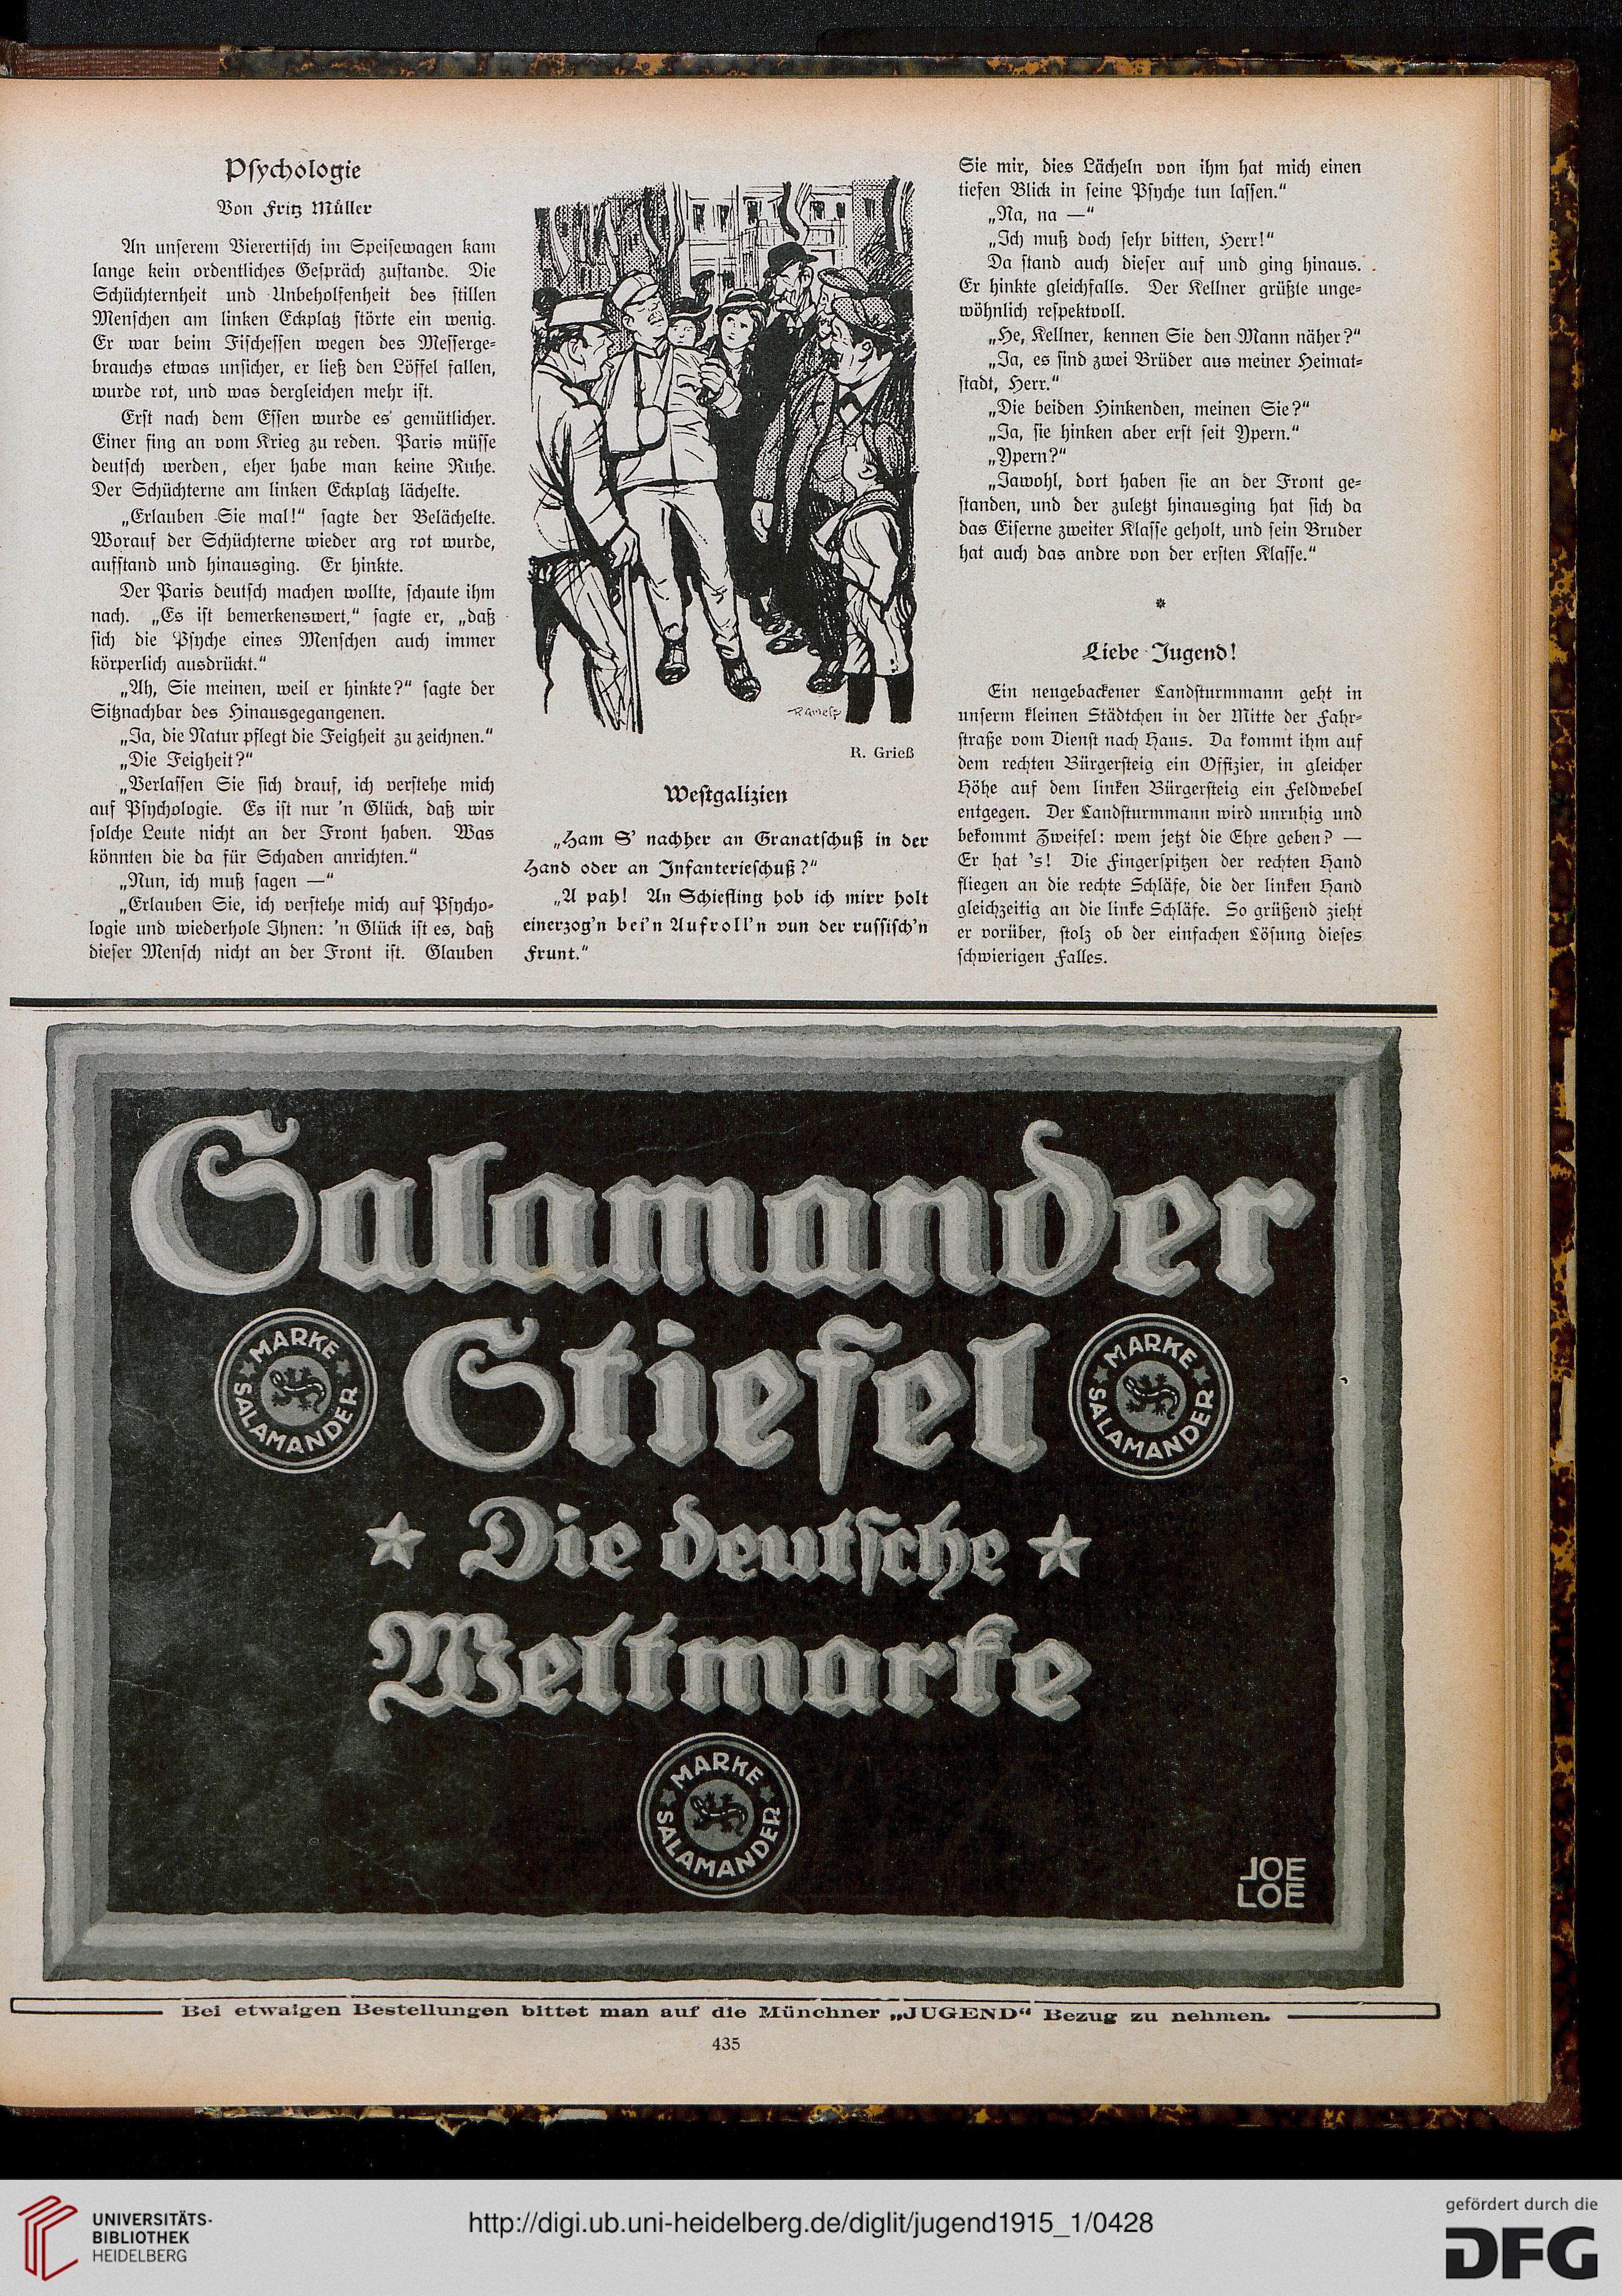 Psychologie
Von Fritz Müller
An unserem Vierertisch im Speisewagen kam
lange kein ordentliches Gespräch zustande. Die
Schüchternheit und Unbeholfenheit des stillen
Menschen am linken Eckplatz störte ein wenig.
Er war beim Fischessen wegen des Messerge-
brauchs etwas unsicher, er ließ den Löffel fallen,
wurde rot, und was dergleichen mehr ist.
Erst nach dem Essen wurde es gemütlicher.
Einer fing an vom Krieg zu reden. Paris müsse
deutsch werden, eher habe man keine Ruhe.
Der Schüchterne am linken Eckplatz lächelte.
„Erlauben Sie mal!“ sagte der Belächelte.
Worauf der Schüchterne wieder arg rot wurde,
aufstand und hinausging. Er hinkte.
Der Paris deutsch machen wollte, schaute ihm
nach. „Es ist bemerkenswert,“ sagte er, „daß
sich die Psyche eines Menschen auch immer
körperlich ausdrückt.“
„Ah, Sie meinen, weil er hinkte?“ sagte der
Sitznachbar des Hinausgegangenen.
„Ja, die Natur pflegt die Feigheit zu zeichnen.“
„Die Feigheit?“
„Verlassen Sie sich drauf, ich verstehe mich
auf Psychologie. Es ist nur 'n Glück, daß wir
solche Leute nicht an der Front haben. Was
könnten die da für Schaden anrichten.“
„Nun, ich muß sagen —“
„Erlauben Sie, ich verstehe mich auf Psycho-
logie und wiederhole Ihnen: 'n Glück ist es, daß
dieser Mensch nicht an der Front ist. Glauben
R. Grieß
Westgalizien
„Ham S' nachher an Granatschuß in der
Hand oder an Infanterieschuß?“
„A pah! An Schiefling hob ich mirr holt
einerzog'n bei'n Aufroll'n vun der russisch'n
Frunt.“
Sie mir, dies Lächeln von ihm hat mich einen
tiefen Blick in seine Psyche tun lassen.“
„Na, na —“
„Ich muß doch sehr bitten, Herr!“
Da stand auch dieser auf und ging hinaus.
Er hinkte gleichfalls. Der Kellner grüßte unge-
wöhnlich respektvoll.
„He, Kellner, kennen Sie den Mann näher?“
„Ja, es sind zwei Brüder aus meiner Heimat-
stadt, Herr.“
„Die beiden Hinkenden, meinen Sie?“
„Ja, sie hinken aber erst seit Ypern.“
„Ypern?“
„Jawohl, dort haben sie an der Front ge-
standen, und der zuletzt hinausging hat sich da
das Eiserne zweiter Klasse geholt, und sein Bruder
hat auch das andre von der ersten Klasse.“
*
Liebe Jugend!
Ein neugebackener Landsturmmann geht in
unserm kleinen Städtchen in der Mitte der Fahr-
straße vom Dienst nach Haus. Da kommt ihm auf
dem rechten Bürgersteig ein Offizier, in gleicher
Höhe auf dem linken Bürgersteig ein Feldwebel
entgegen. Der Landsturmmann wird unruhig und
bekommt Zweifel: wem jetzt die Ehre geben? —
Er hat 's! Die Fingerspitzen der rechten Hand
fliegen an die rechte Schläfe, die der linken Hand
gleichzeitig an die linke Schläfe. So grüßend zieht
er vorüber, stolz ob der einfachen Lösung dieses
schwierigen Falles.
Salamander
MARKE SALAMANDER
Stiefel
MARKE SALAMANDER
Die deutsche
Weltmarke
MARKE SALAMANDER
JOE
LOE
Bei etwaigen Bestellungen bittet man auf die Münchner „JUGEND“ Bezug zu nehmen.
435
UNIVERSITÄTS-
BIBLIOTHEK
HEIDELBERG
http://digi.ub.uni-heidelberg.de/diglit/jugend1915_1/0428
gefördert durch die
DFG